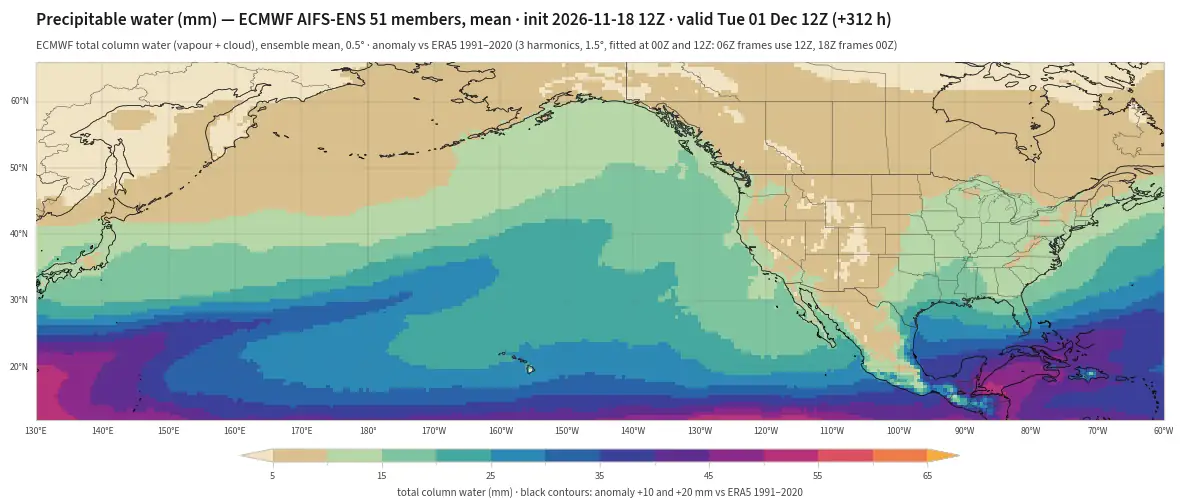 Precipitable water (mm) — ECMWF AIFS-ENS 51 members, mean · init 2026-11-18 12Z · valid Tue 01 Dec 12Z (+312 h)
ECMWF total column water (vapour + cloud), ensemble mean, 0.5° · anomaly vs ERA5 1991–2020 (3 harmonics, 1.5°, fitted at 00Z and 12Z: 06Z frames use 12Z, 18Z frames 00Z)
60°N
50°N
40°N
30°N
20°N
130°E 140°E 150°E 160°E 170°E 180° 170°W 160°W 150°W 140°W 130°W 120°W 110°W 100°W 90°W 80°W 70°W 60°W
5 15 25 35 45 55 65
total column water (mm) · black contours: anomaly +10 and +20 mm vs ERA5 1991–2020